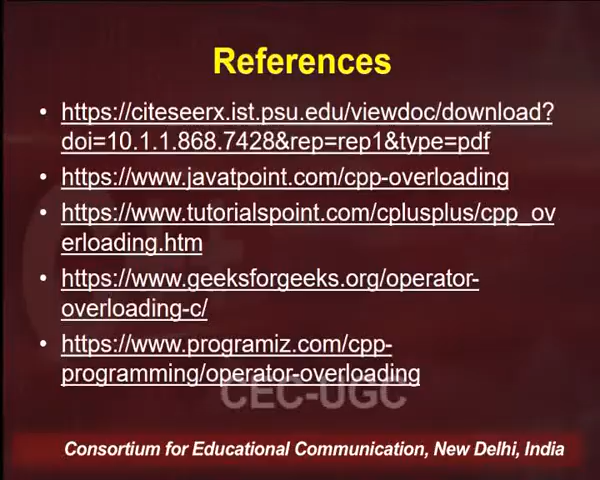 References
• https://citeseerx.ist.psu.edu/viewdoc/download?
doi=10.1.1.868.7428&rep=rep1&type=pdf
• https://www.javatpoint.com/cpp-overloading
• https://www.tutorialspoint.com/cplusplus/cpp_ov
erloading.htm
• https://www.geeksforgeeks.org/operator-
overloading-c/
• https://www.programiz.com/cpp-
programming/operator-overloading
CEC-UGC
Consortium for Educational Communication, New Delhi, India